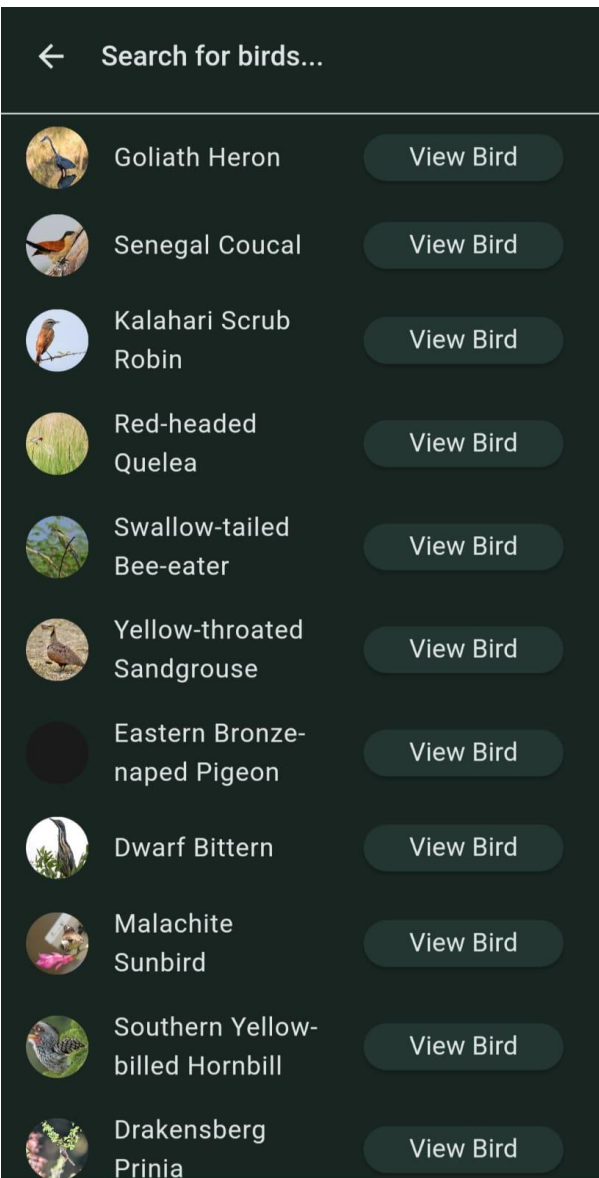 Search for birds...
Goliath Heron
View Bird
Senegal Coucal
View Bird
Kalahari Scrub
Robin
View Bird
Red-headed
Quelea
View Bird
Swallow-tailed
Bee-eater
View Bird
Yellow-throated
Sandgrouse
View Bird
Eastern Bronze-
naped Pigeon
View Bird
Dwarf Bittern
View Bird
Malachite
Sunbird
View Bird
Southern Yellow-
billed Hornbill
View Bird
Drakensberg
Prinia
View Bird